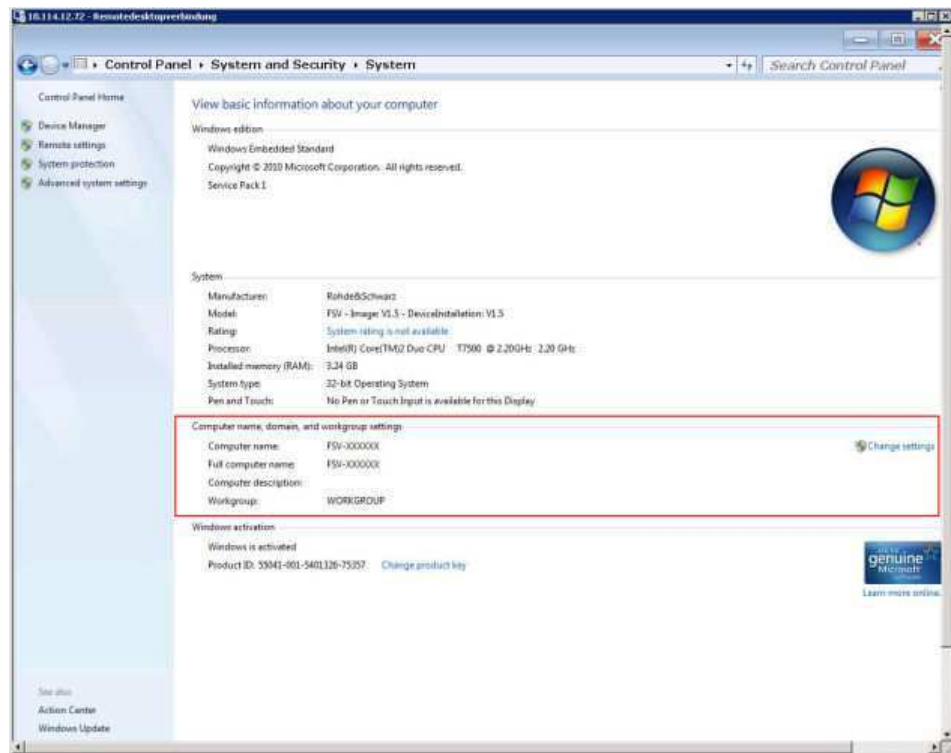 10.114.12.72 - Remotedesktopverbindung
Control Panel ▸ System and Security ▸ System
Search Control Panel
Control Panel Home
Device Manager
Remote settings
System protection
Advanced system settings
View basic information about your computer
Windows edition
Windows Embedded Standard
Copyright © 2010 Microsoft Corporation. All rights reserved.
Service Pack 1
System
Manufacturer: Rohde&Schwarz
Model: FSV - Image: V1.5 - DeviceInstallation: V1.5
Rating: System rating is not available
Processor: Intel(R) Core(TM)2 Duo CPU T7500 @ 2.20GHz 2.20 GHz
Installed memory (RAM): 3.24 GB
System type: 32-bit Operating System
Pen and Touch: No Pen or Touch Input is available for this Display
Computer name, domain, and workgroup settings
Computer name: FSV-XXXXXX
Change settings
Full computer name: FSV-XXXXXX
Computer description:
Workgroup: WORKGROUP
Windows activation
Windows is activated
Product ID: 55041-001-5401326-75357 Change product key
genuine
Microsoft
software
Learn more online
See also
Action Center
Windows Update